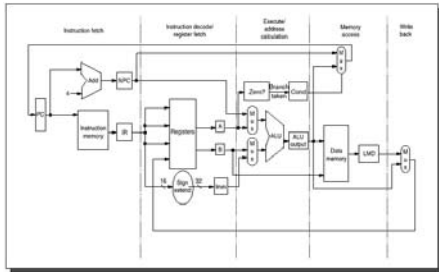 Instruction fetch
Instruction decode/
register fetch
Execute/
address
calculation
Memory
access
Write
back
Add
NPC
4
PC
Instruction
memory
IR
Registers
A
B
16
Sign
extend
32
Imm
Zero?
Branch
taken
Cond
M
u
x
M
u
x
ALU
ALU
output
M
u
x
Data
memory
LMD
M
u
x